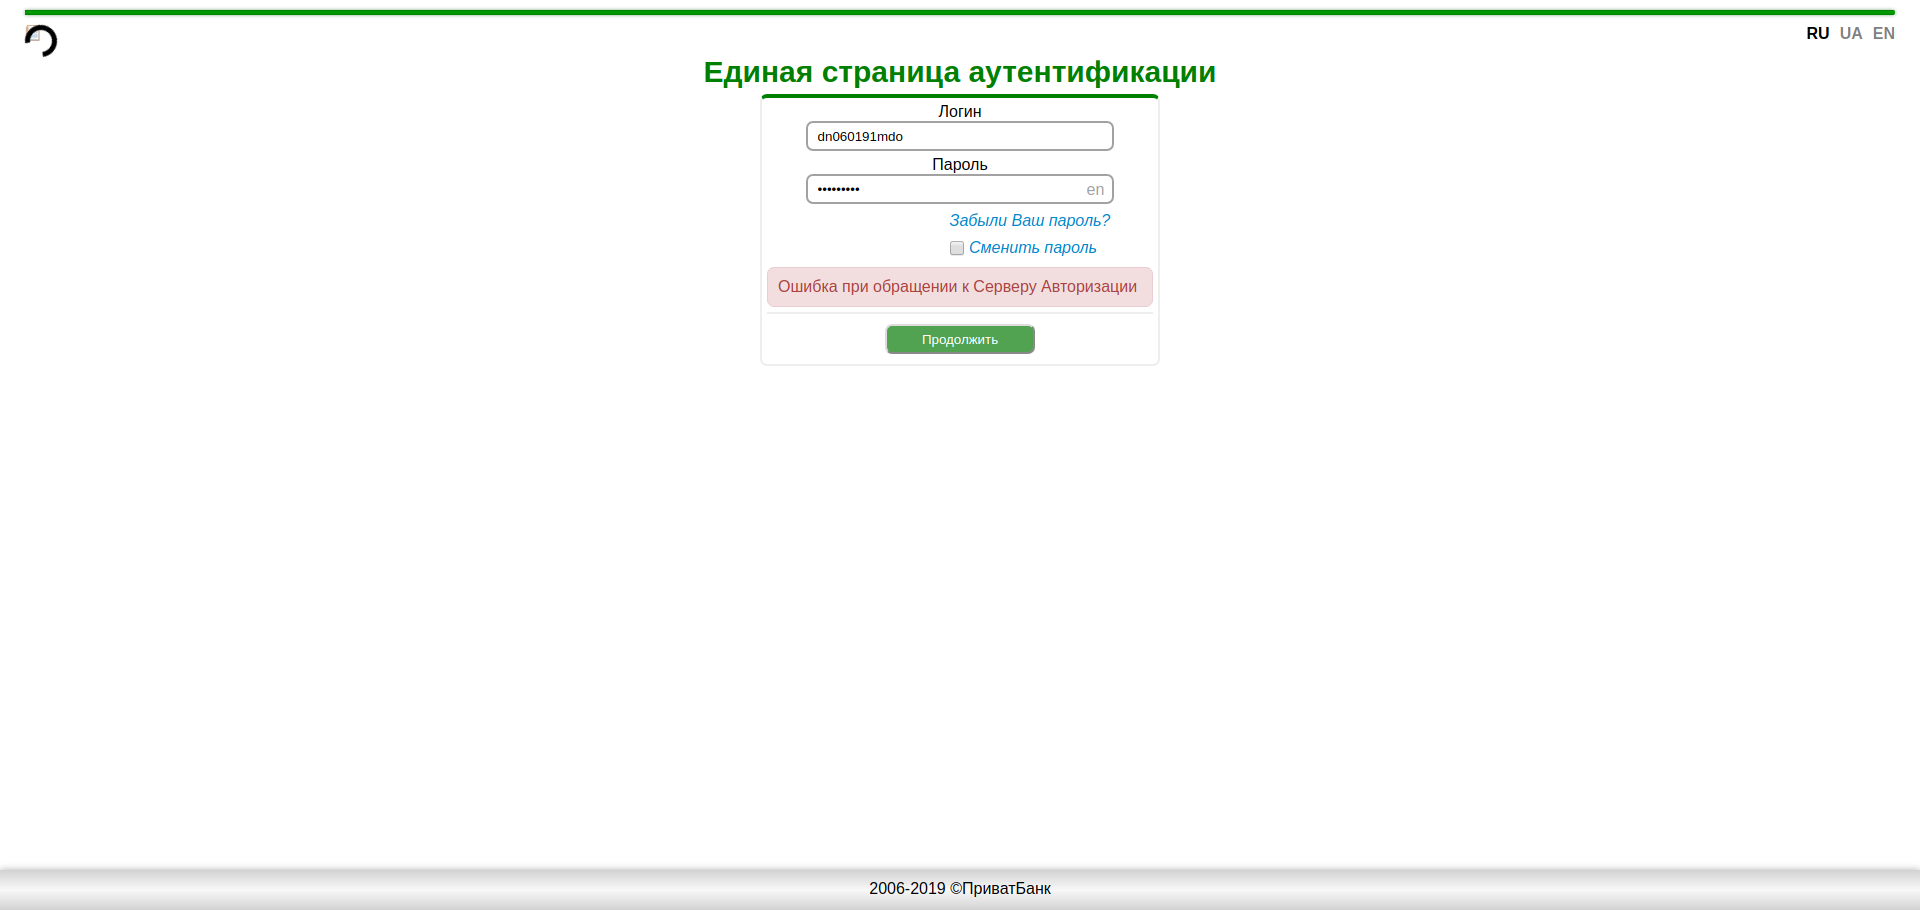 RU UA EN
Единая страница аутентификации
Логин
dn060191mdo
Пароль
••••••••• en
Забыли Ваш пароль?
Сменить пароль
Ошибка при обращении к Серверу Авторизации
Продолжить
2006-2019 ©ПриватБанк